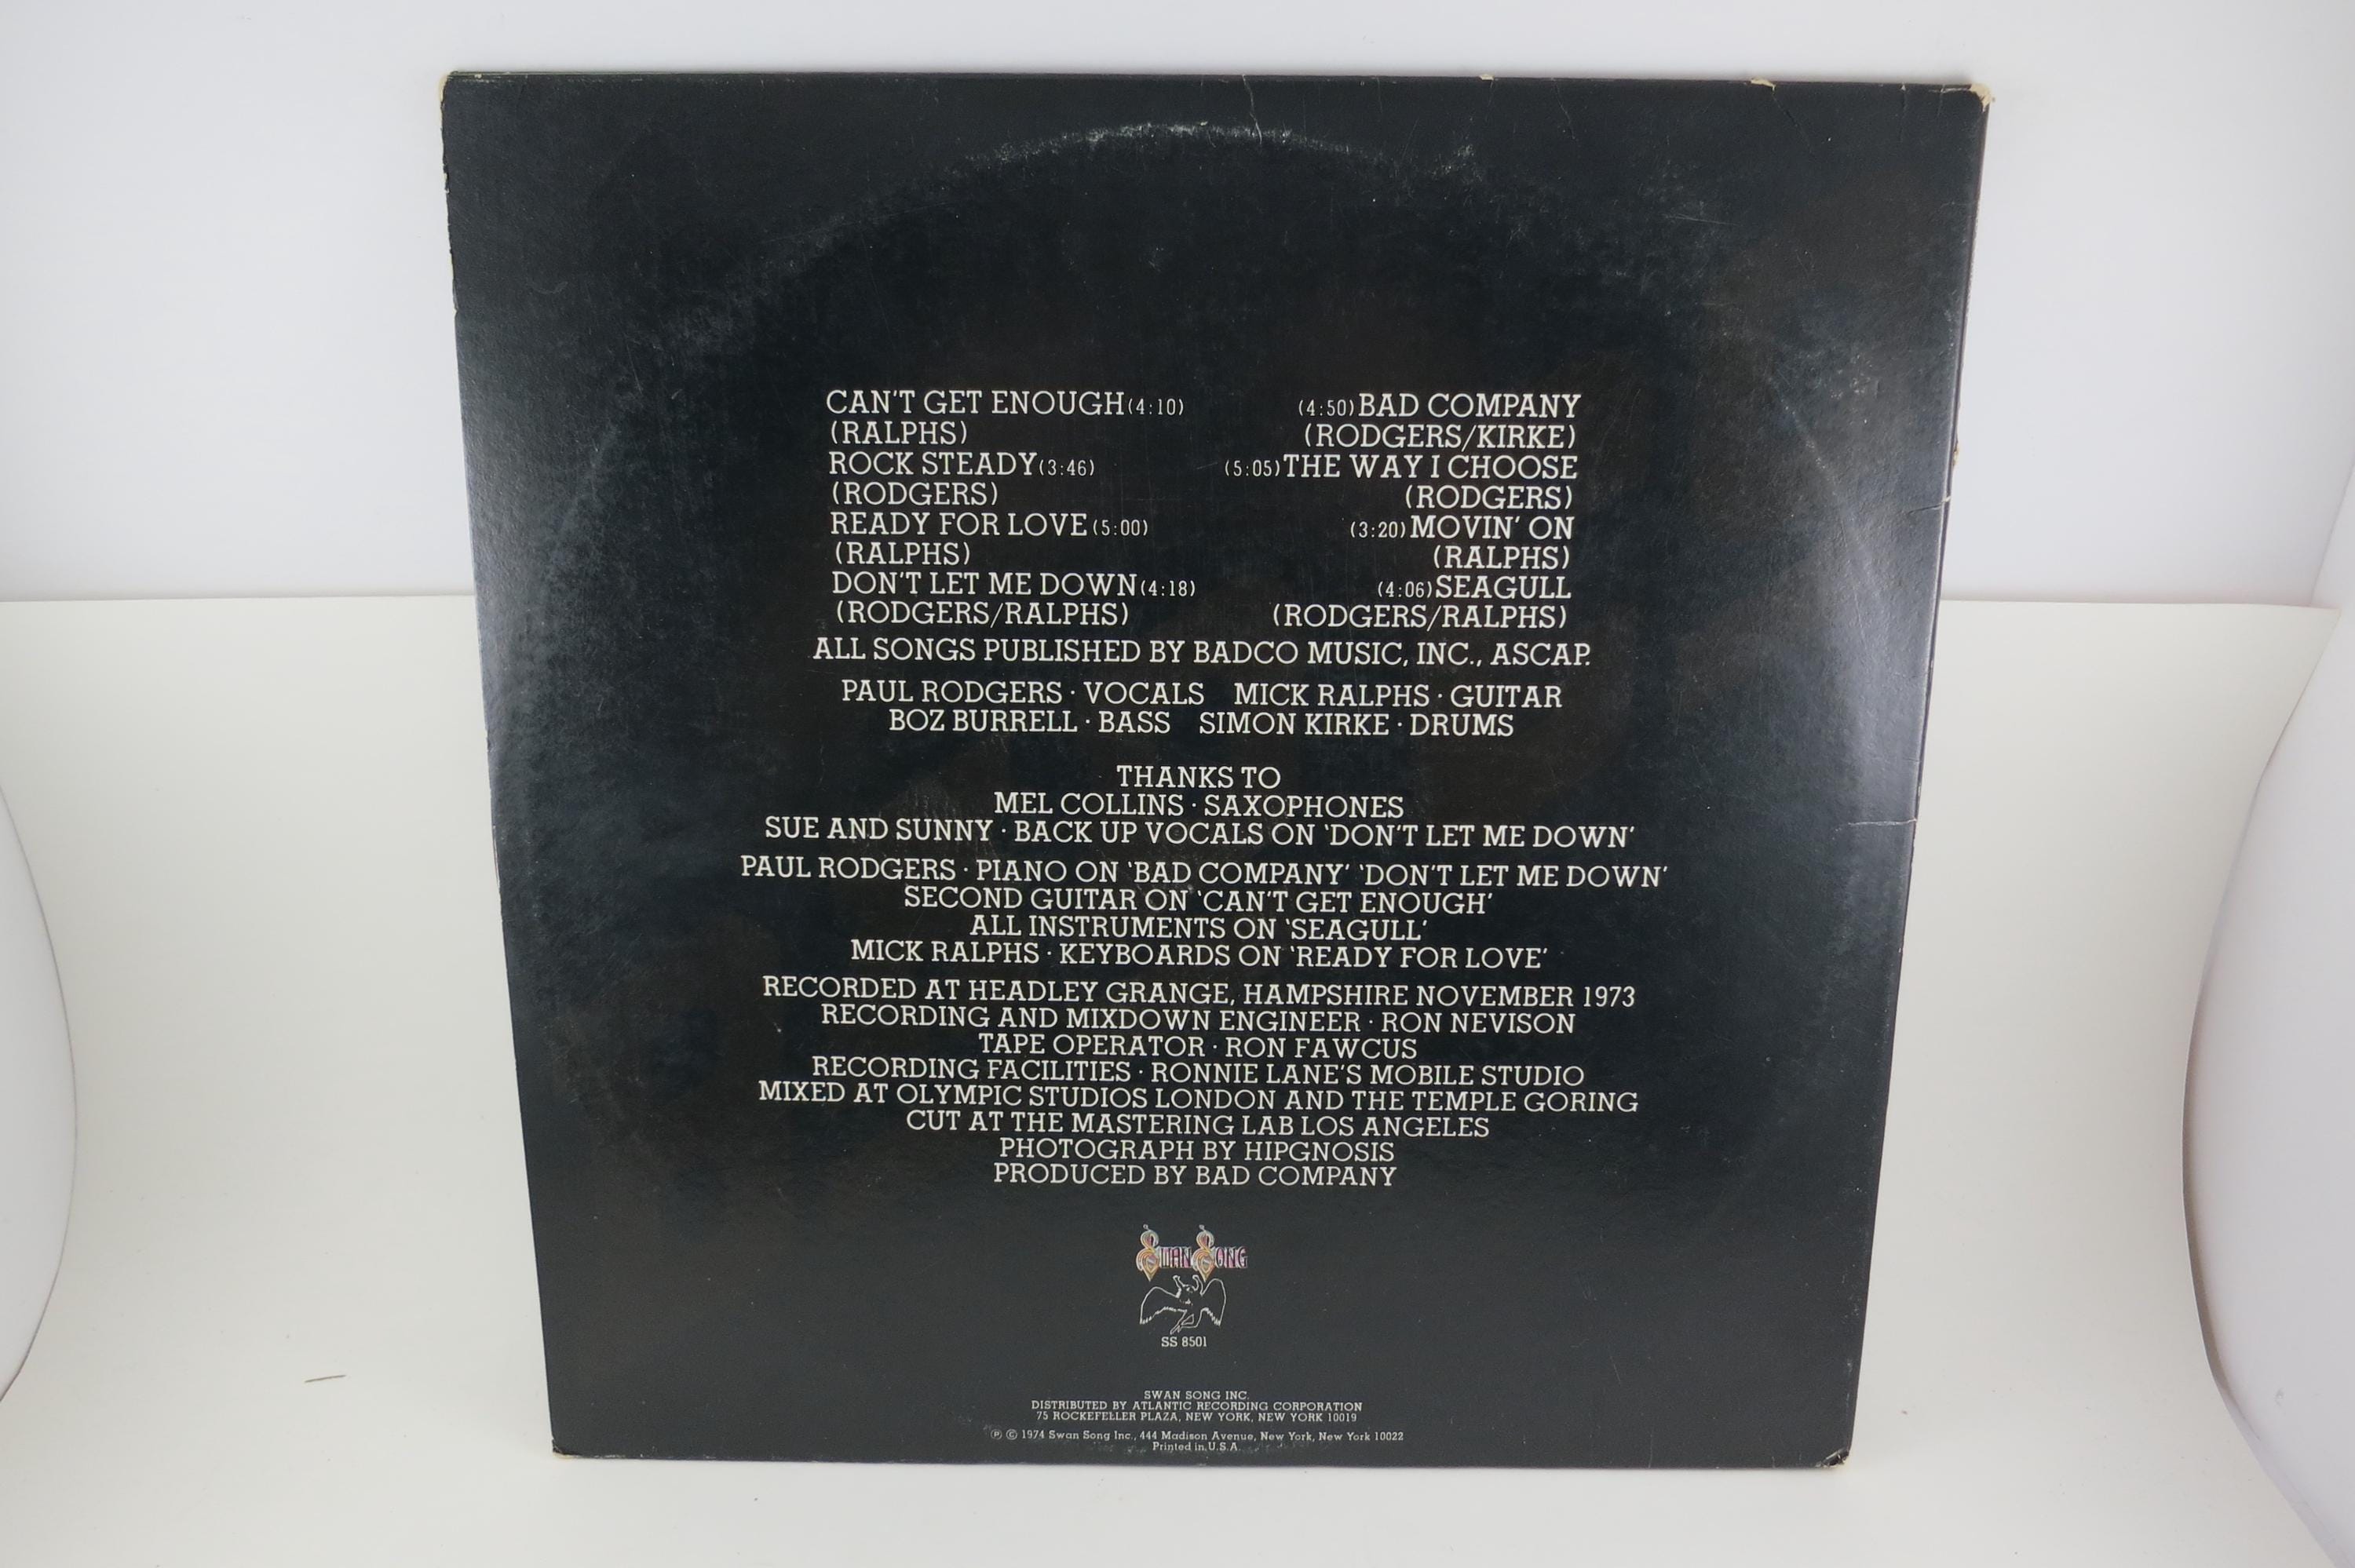 CAN'T GET ENOUGH (4:10)
(RALPHS)
ROCK STEADY (3:46)
(RODGERS)
READY FOR LOVE (5:00)
(RALPHS)
DON'T LET ME DOWN (4:18)
(RODGERS/RALPHS)
(4:50) BAD COMPANY
(RODGERS/KIRKE)
(5:05) THE WAY I CHOOSE
(RODGERS)
(3:20) MOVIN' ON
(RALPHS)
(4:06) SEAGULL
(RODGERS/RALPHS)
ALL SONGS PUBLISHED BY BADCO MUSIC, INC., ASCAP.
PAUL RODGERS · VOCALS MICK RALPHS · GUITAR
BOZ BURRELL · BASS SIMON KIRKE · DRUMS
THANKS TO
MEL COLLINS · SAXOPHONES
SUE AND SUNNY · BACK UP VOCALS ON 'DON'T LET ME DOWN'
PAUL RODGERS · PIANO ON 'BAD COMPANY' 'DON'T LET ME DOWN'
SECOND GUITAR ON 'CAN'T GET ENOUGH'
ALL INSTRUMENTS ON 'SEAGULL'
MICK RALPHS · KEYBOARDS ON 'READY FOR LOVE'
RECORDED AT HEADLEY GRANGE, HAMPSHIRE NOVEMBER 1973
RECORDING AND MIXDOWN ENGINEER · RON NEVISON
TAPE OPERATOR · RON FAWCUS
RECORDING FACILITIES · RONNIE LANE'S MOBILE STUDIO
MIXED AT OLYMPIC STUDIOS LONDON AND THE TEMPLE GORING
CUT AT THE MASTERING LAB LOS ANGELES
PHOTOGRAPH BY HIPGNOSIS
PRODUCED BY BAD COMPANY
SWAN SONG
SS 8501
SWAN SONG INC.
DISTRIBUTED BY ATLANTIC RECORDING CORPORATION
75 ROCKEFELLER PLAZA, NEW YORK, NEW YORK 10019
℗ © 1974 Swan Song Inc., 444 Madison Avenue, New York, New York 10022
Printed in U.S.A.